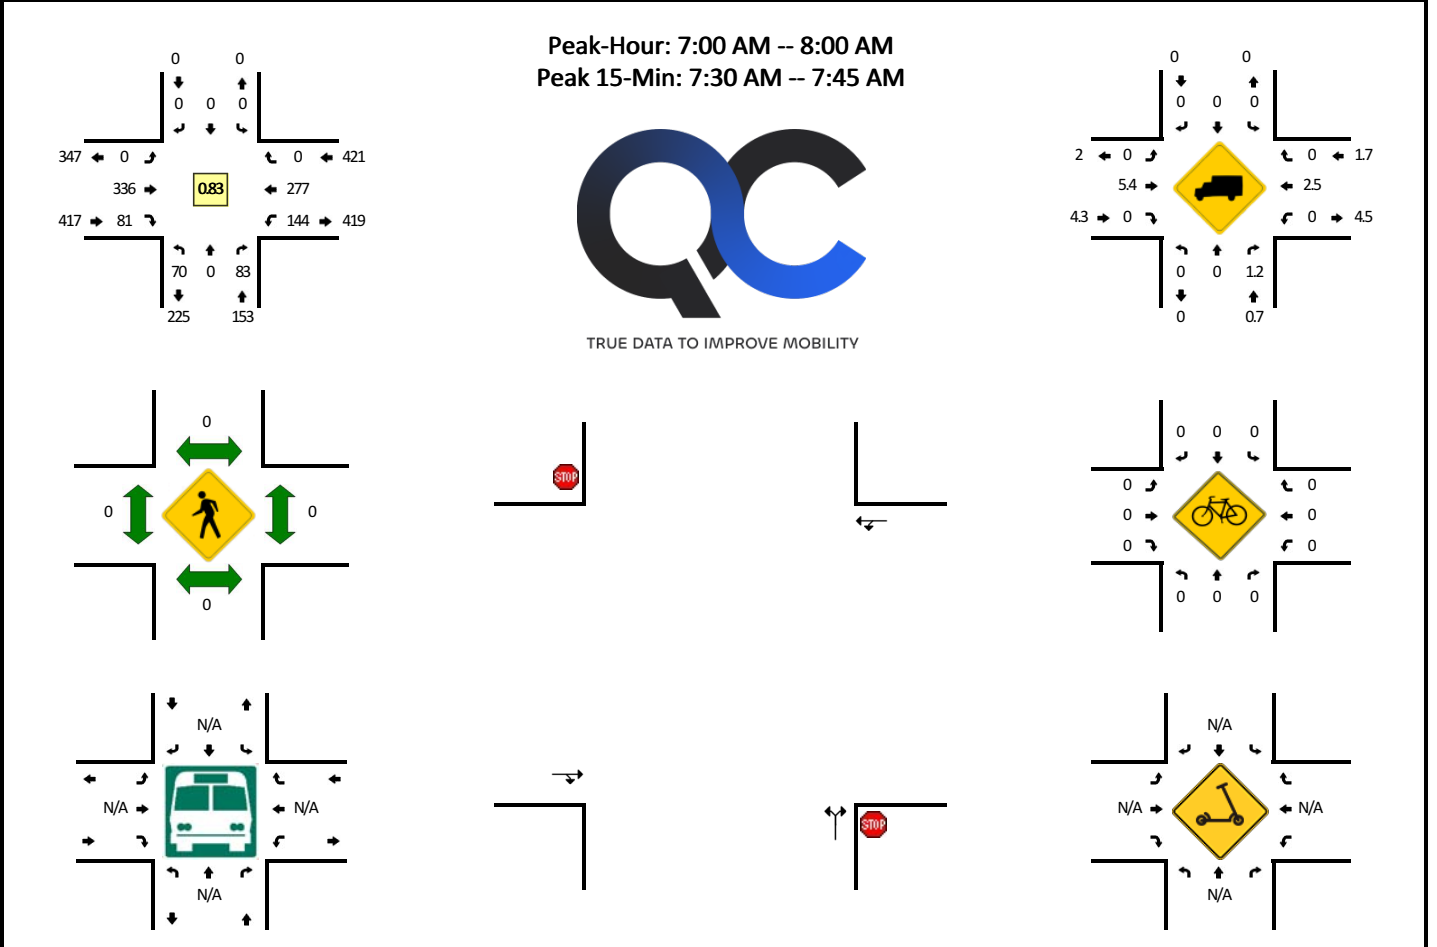 Peak-Hour: 7:00 AM -- 8:00 AM
Peak 15-Min: 7:30 AM -- 7:45 AM
0 0
0 0 0
347 0 0 421
336 0.83 277
417 81 144 419
70 0 83
225 153
TRUE DATA TO IMPROVE MOBILITY
0 0
0 0 0
2 0 0 1.7
5.4 2.5
4.3 0 0 4.5
0 0 1.2
0 0.7
0
0 0
0
STOP
STOP
0 0 0
0 0
0 0
0 0
0 0 0
N/A
N/A N/A
N/A
N/A
N/A N/A
N/A